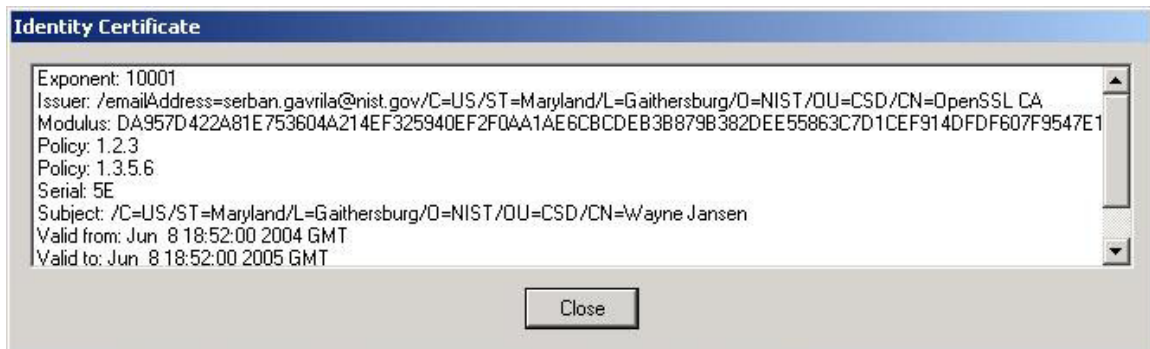 Identity Certificate
Exponent: 10001
Issuer: /emailAddress=serban.gavrila@nist.gov/C=US/ST=Maryland/L=Gaithersburg/O=NIST/OU=CSD/CN=OpenSSL CA
Modulus: DA957D422A81E753604A214EF325940EF2F0AA1AE6CBCDEB3B879B382DEE55863C7D1CEF914DFDF607F9547E1
Policy: 1.2.3
Policy: 1.3.5.6
Serial: 5E
Subject: /C=US/ST=Maryland/L=Gaithersburg/O=NIST/OU=CSD/CN=Wayne Jansen
Valid from: Jun  8 18:52:00 2004 GMT
Valid to: Jun  8 18:52:00 2005 GMT
Close